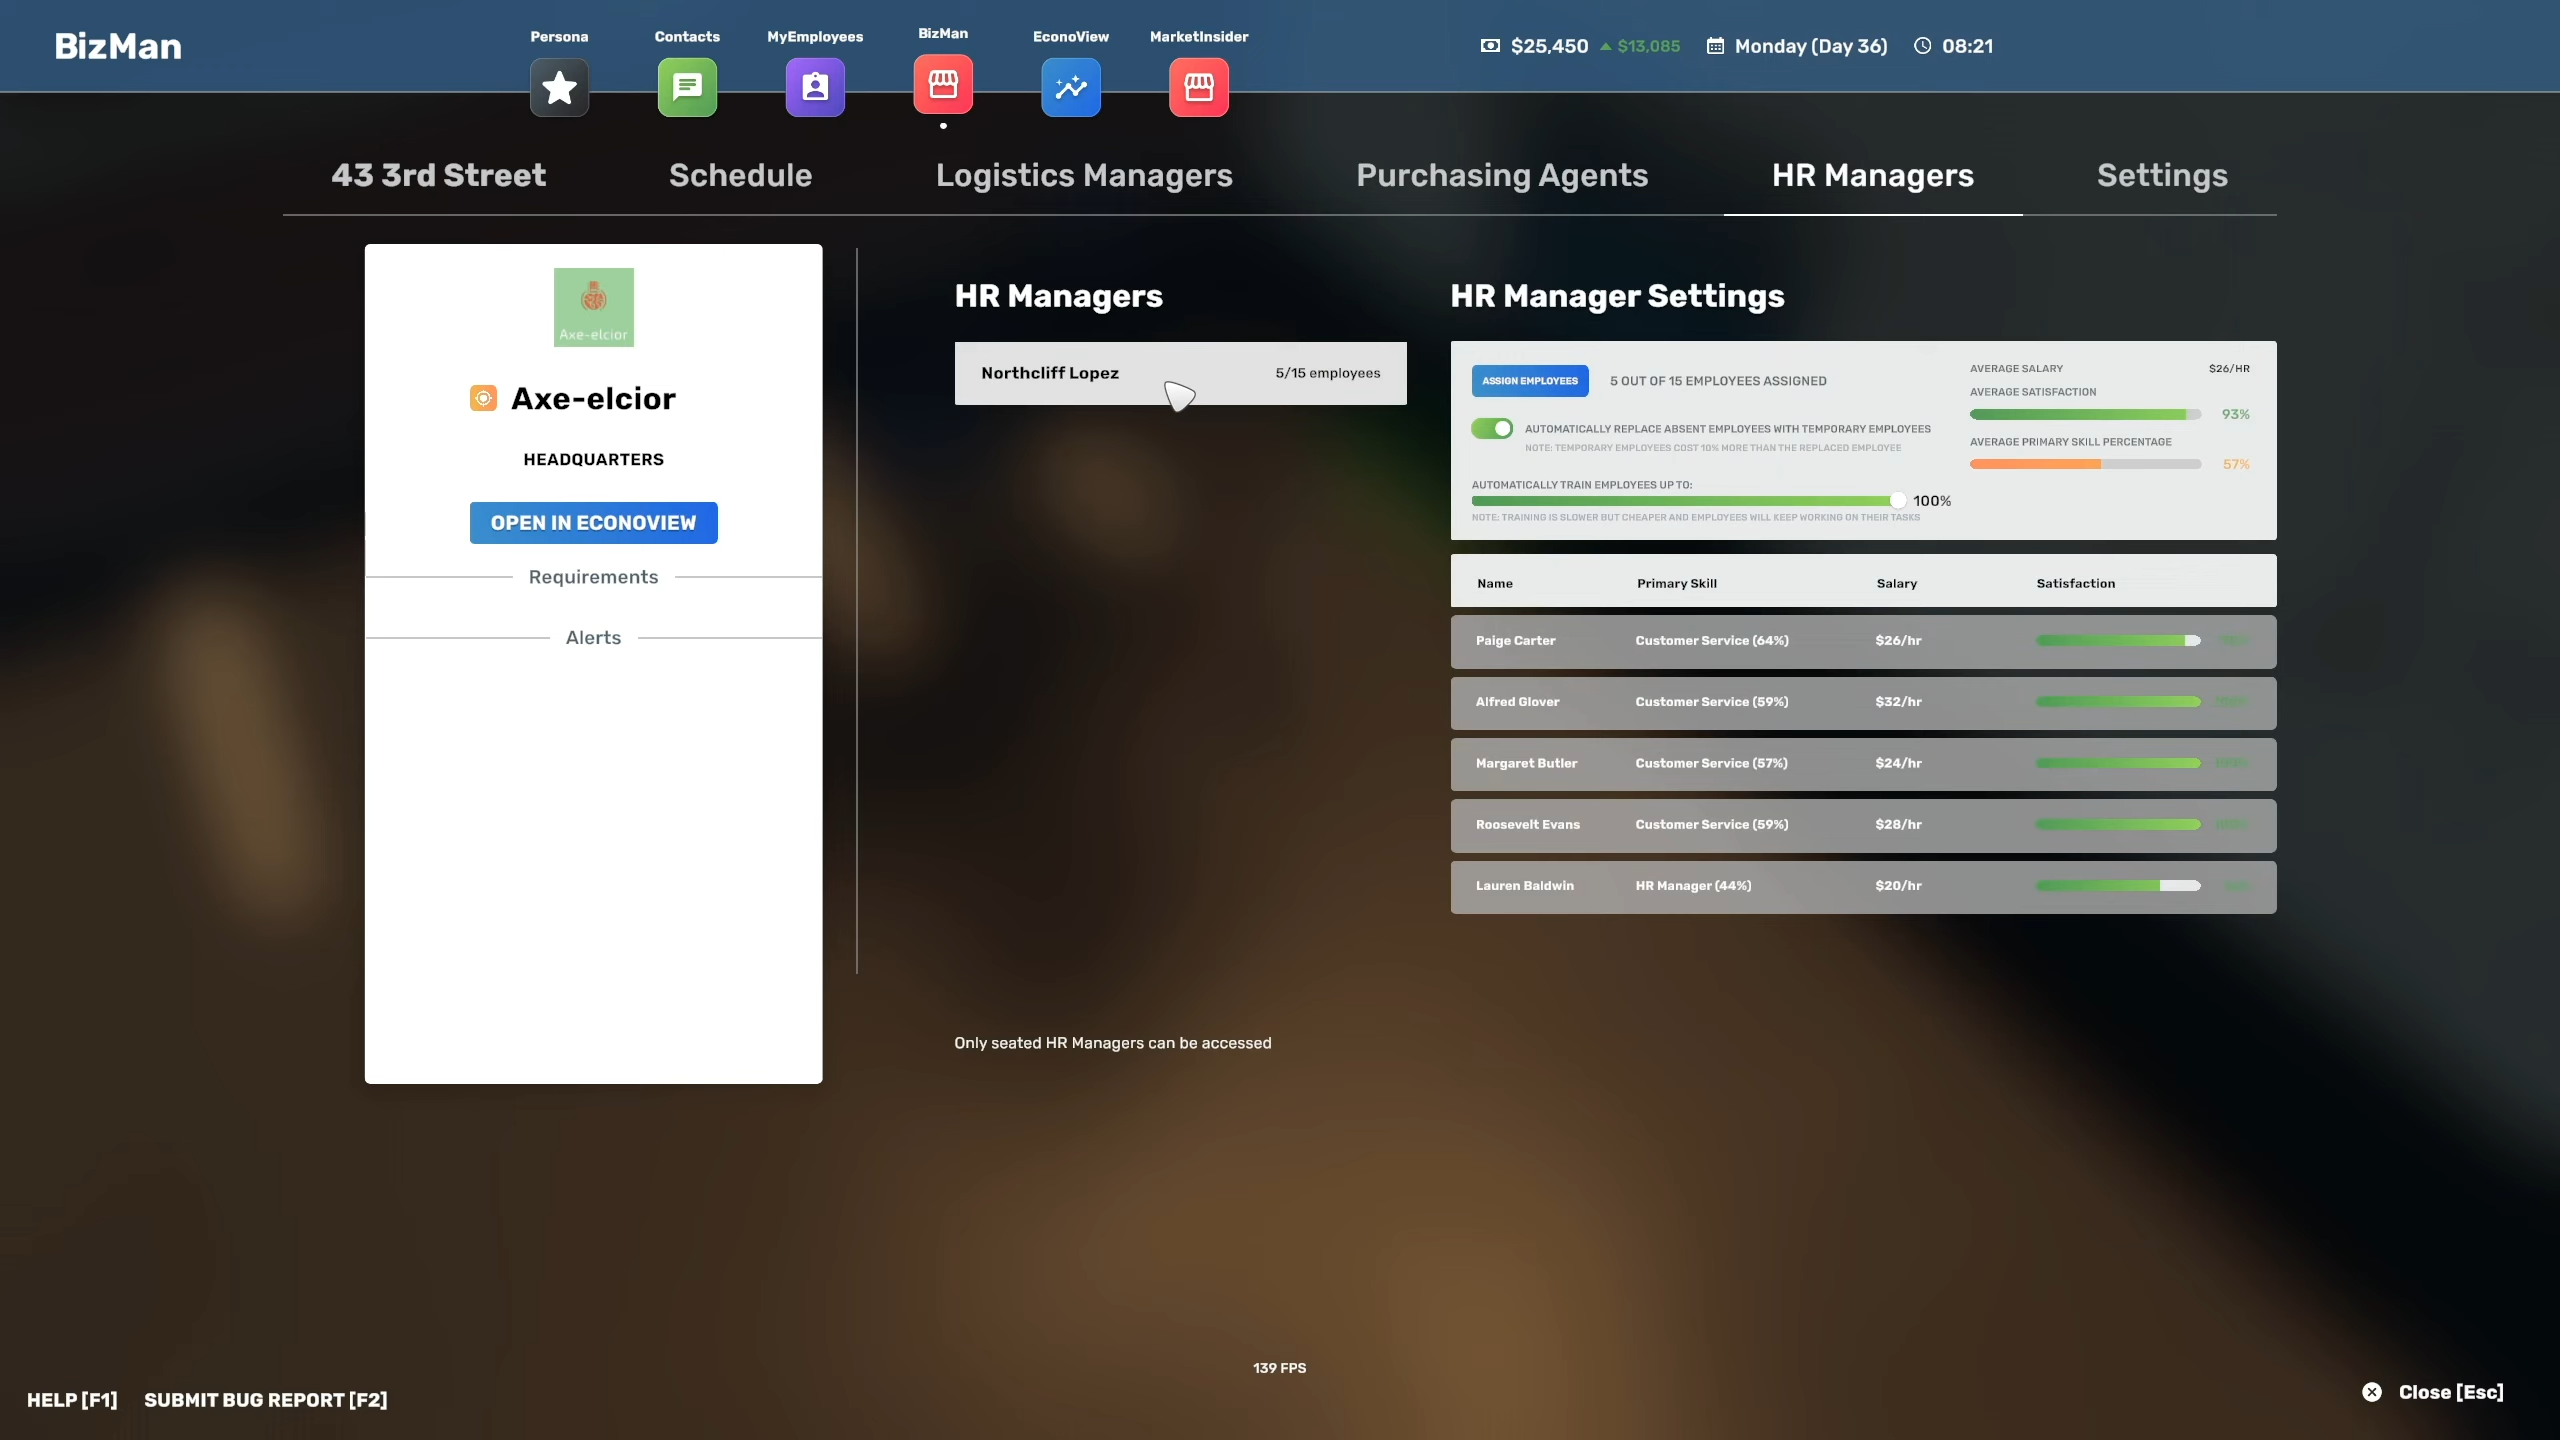 BizMan
Persona
Contacts
MyEmployees
BizMan
EconoView
MarketInsider
$25,450
$13,085
Monday (Day 36)
08:21
43 3rd Street
Schedule
Logistics Managers
Purchasing Agents
HR Managers
Settings
Axe-elcior
Axe-elcior
HEADQUARTERS
OPEN IN ECONOVIEW
Requirements
Alerts
HR Managers
Northcliff Lopez
5/15 employees
Only seated HR Managers can be accessed
HR Manager Settings
ASSIGN EMPLOYEES
5 OUT OF 15 EMPLOYEES ASSIGNED
AUTOMATICALLY REPLACE ABSENT EMPLOYEES WITH TEMPORARY EMPLOYEES
NOTE: TEMPORARY EMPLOYEES COST 10% MORE THAN THE REPLACED EMPLOYEE
AUTOMATICALLY TRAIN EMPLOYEES UP TO:
100%
NOTE: TRAINING IS SLOWER BUT CHEAPER AND EMPLOYEES WILL KEEP WORKING ON THEIR TASKS
AVERAGE SALARY $26/HR
AVERAGE SATISFACTION
93%
AVERAGE PRIMARY SKILL PERCENTAGE
57%
Name Primary Skill Salary Satisfaction
Paige Carter Customer Service (64%) $26/hr
Alfred Glover Customer Service (59%) $32/hr
Margaret Butler Customer Service (57%) $24/hr
Roosevelt Evans Customer Service (59%) $28/hr
Lauren Baldwin HR Manager (44%) $20/hr
139 FPS
HELP [F1] SUBMIT BUG REPORT [F2]
Close [Esc]